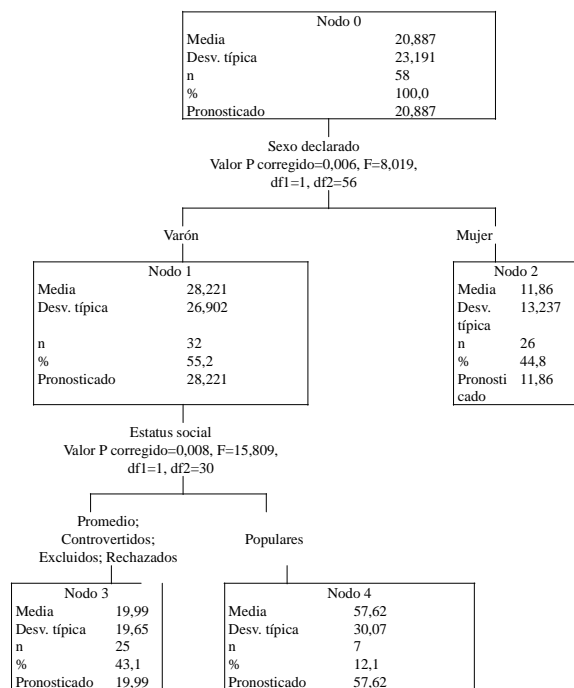 Nodo 0
Media 20,887
Desv. típica 23,191
n 58
% 100,0
Pronosticado 20,887
Sexo declarado
Valor P corregido=0,006, F=8,019,
df1=1, df2=56
Varón
Mujer
Nodo 1
Media 28,221
Desv. típica 26,902
n 32
% 55,2
Pronosticado 28,221
Nodo 2
Media 11,86
Desv. 13,237
típica
n 26
% 44,8
Pronosti 11,86
cado
Estatus social
Valor P corregido=0,008, F=15,809,
df1=1, df2=30
Promedio;
Controvertidos;
Excluidos; Rechazados
Populares
Nodo 3
Media 19,99
Desv. típica 19,65
n 25
% 43,1
Pronosticado 19,99
Nodo 4
Media 57,62
Desv. típica 30,07
n 7
% 12,1
Pronosticado 57,62